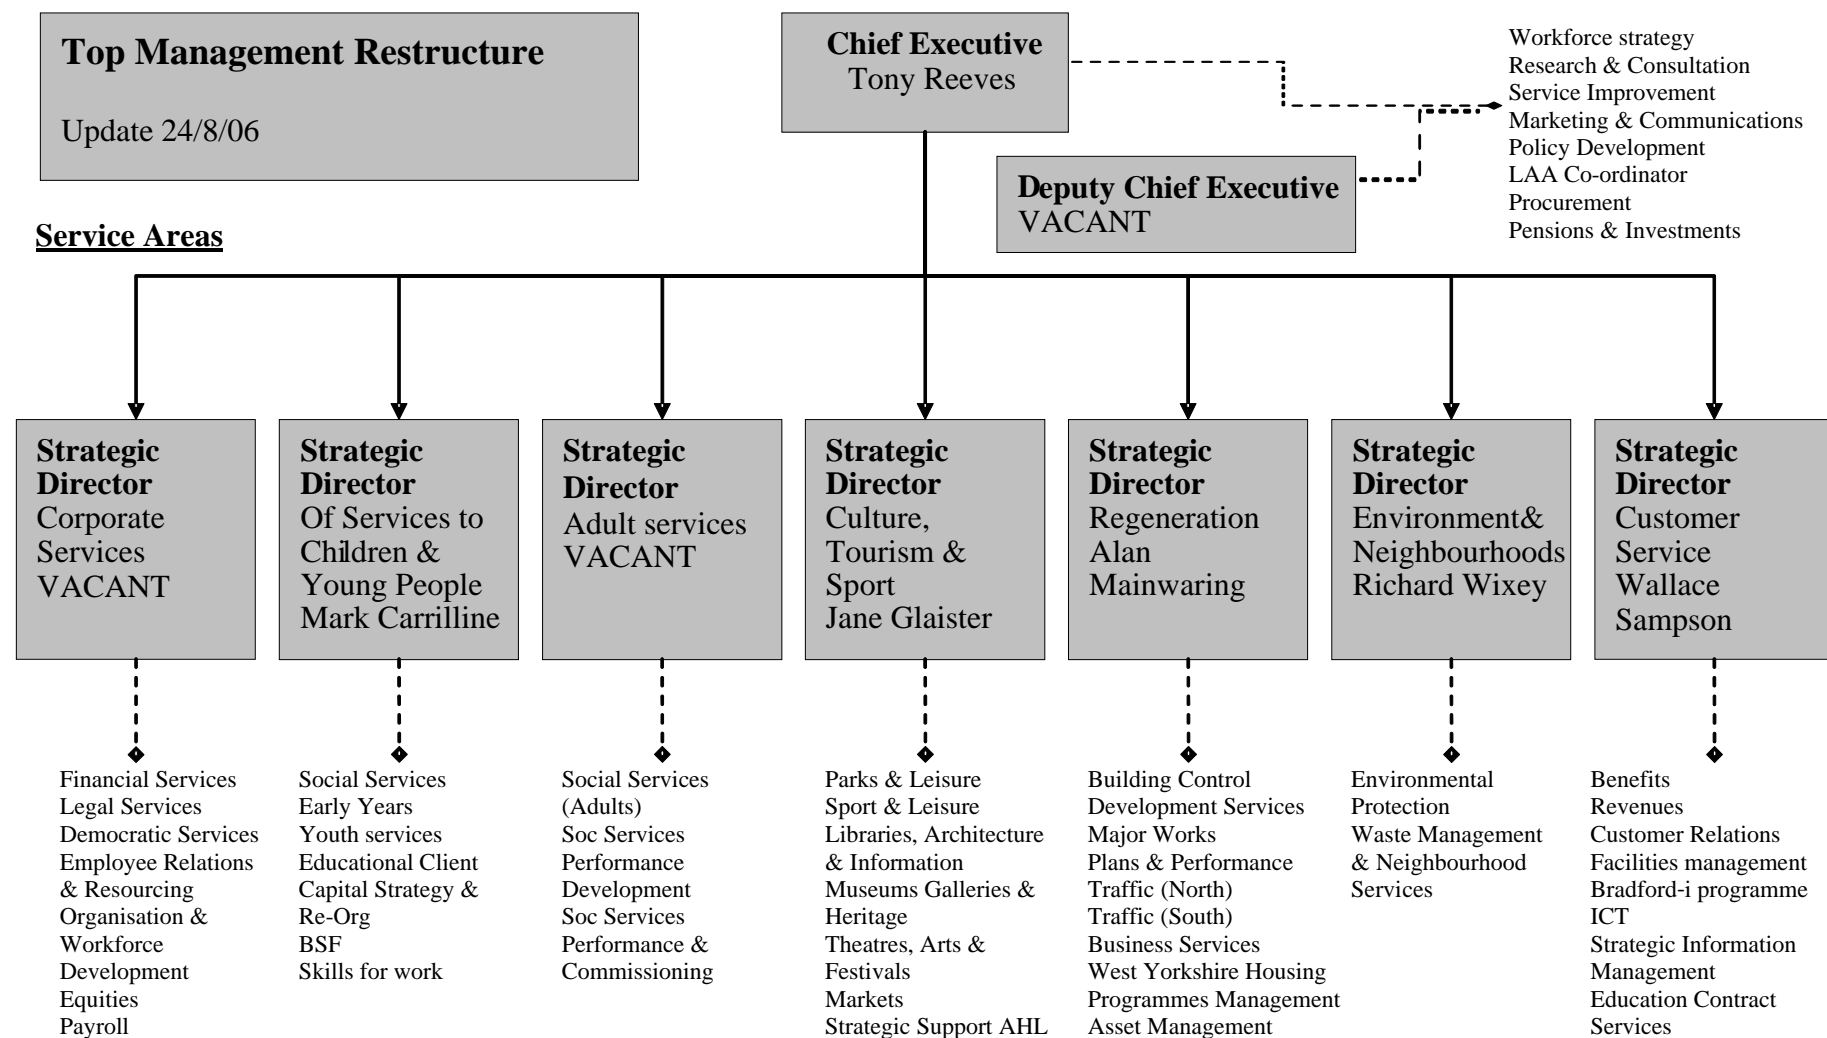 Top Management Restructure
Update 24/8/06
Chief Executive
Tony Reeves
Workforce strategy
Research & Consultation
Service Improvement
Marketing & Communications
Policy Development
LAA Co-ordinator
Procurement
Pensions & Investments
Deputy Chief Executive
VACANT
Service Areas
Strategic
Director
Corporate
Services
VACANT
Strategic
Director
Of Services to
Children &
Young People
Mark Carrilline
Strategic
Director
Adult services
VACANT
Strategic
Director
Culture,
Tourism &
Sport
Jane Glaister
Strategic
Director
Regeneration
Alan
Mainwaring
Strategic
Director
Environment&
Neighbourhoods
Richard Wixey
Strategic
Director
Customer
Service
Wallace
Sampson
Financial Services
Legal Services
Democratic Services
Employee Relations
& Resourcing
Organisation &
Workforce
Development
Equities
Payroll
Social Services
Early Years
Youth services
Educational Client
Capital Strategy &
Re-Org
BSF
Skills for work
Social Services
(Adults)
Soc Services
Performance
Development
Soc Services
Performance &
Commissioning
Parks & Leisure
Sport & Leisure
Libraries, Architecture
& Information
Museums Galleries &
Heritage
Theatres, Arts &
Festivals
Markets
Strategic Support AHL
Building Control
Development Services
Major Works
Plans & Performance
Traffic (North)
Traffic (South)
Business Services
West Yorkshire Housing
Programmes Management
Asset Management
Environmental
Protection
Waste Management
& Neighbourhood
Services
Benefits
Revenues
Customer Relations
Facilities management
Bradford-i programme
ICT
Strategic Information
Management
Education Contract
Services